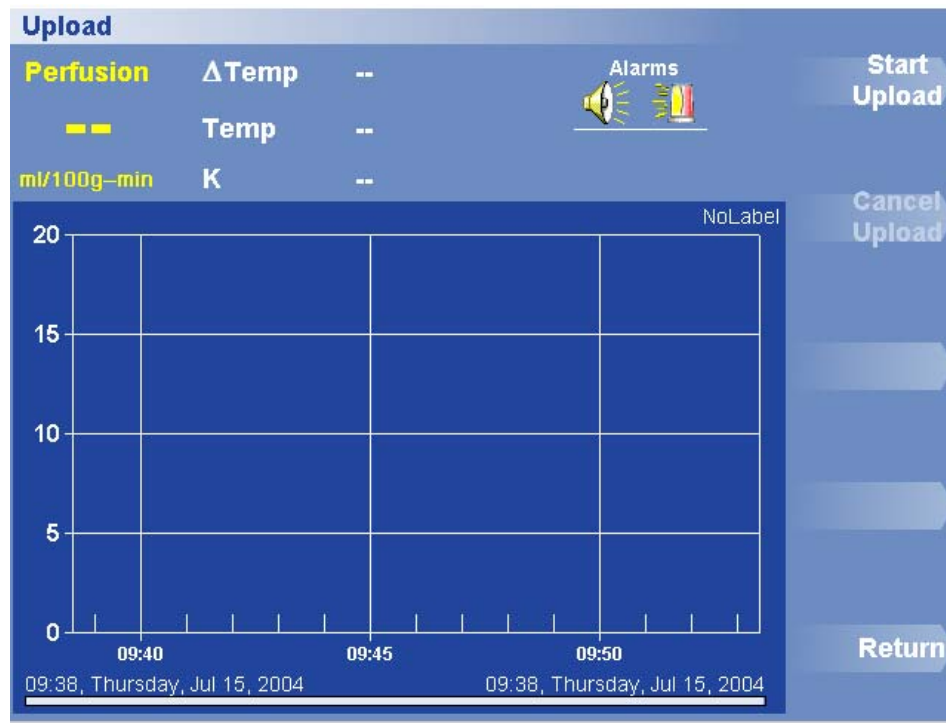 Upload
Perfusion ΔTemp -- Alarms
-- Temp --
ml/100g–min K --
NoLabel
20
15
10
5
0
09:40 09:45 09:50
09:38, Thursday, Jul 15, 2004 09:38, Thursday, Jul 15, 2004
Start
Upload
Cancel
Upload
Return